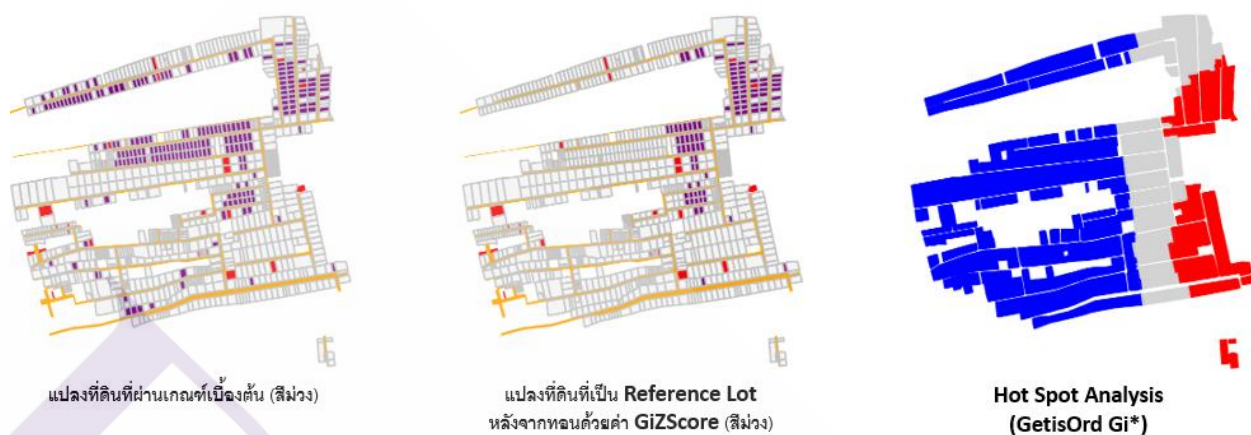 แปลงที่ดินที่ผ่านเกณฑ์เบื้องต้น (สีม่วง)
แปลงที่ดินที่เป็น Reference Lot
หลังจากทอนด้วยค่า GiZScore (สีม่วง)
Hot Spot Analysis
(GetisOrd Gi*)